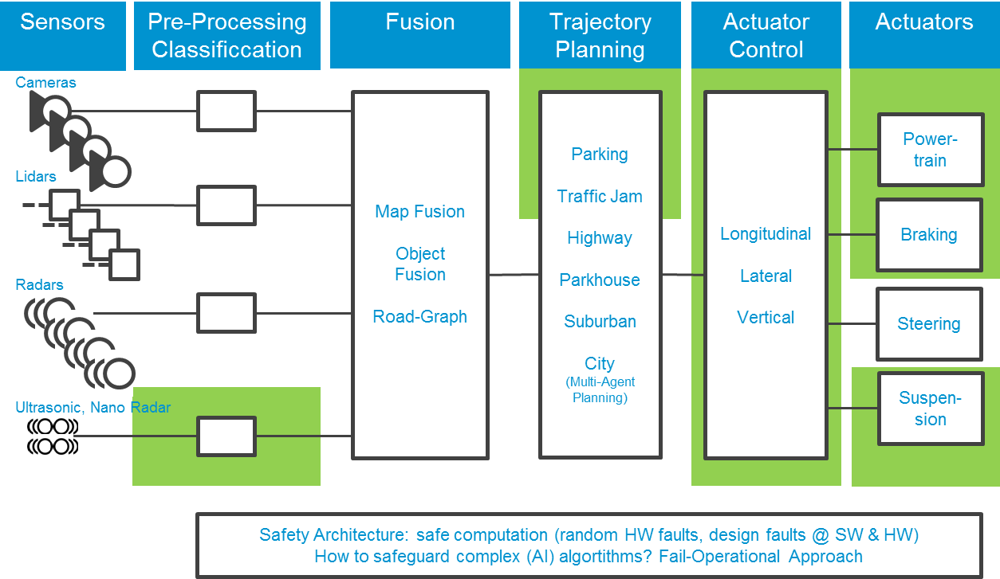 Sensors
Pre-Processing
Classificcation
Fusion
Trajectory
Planning
Actuator
Control
Actuators
Cameras
Lidars
Radars
Ultrasonic, Nano Radar
Map Fusion
Object
Fusion
Road-Graph
Parking
Traffic Jam
Highway
Parkhouse
Suburban
City
(Multi-Agent
Planning)
Longitudinal
Lateral
Vertical
Power-
train
Braking
Steering
Suspen-
sion
Safety Architecture: safe computation (random HW faults, design faults @ SW & HW)
How to safeguard complex (AI) algortithms? Fail-Operational Approach